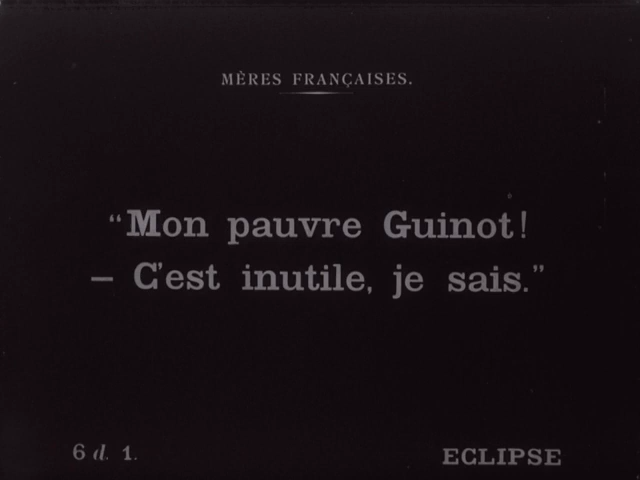 MÈRES FRANÇAISES.
“Mon pauvre Guinot!
– C'est inutile, je sais.”
6 d. 1.
ECLIPSE